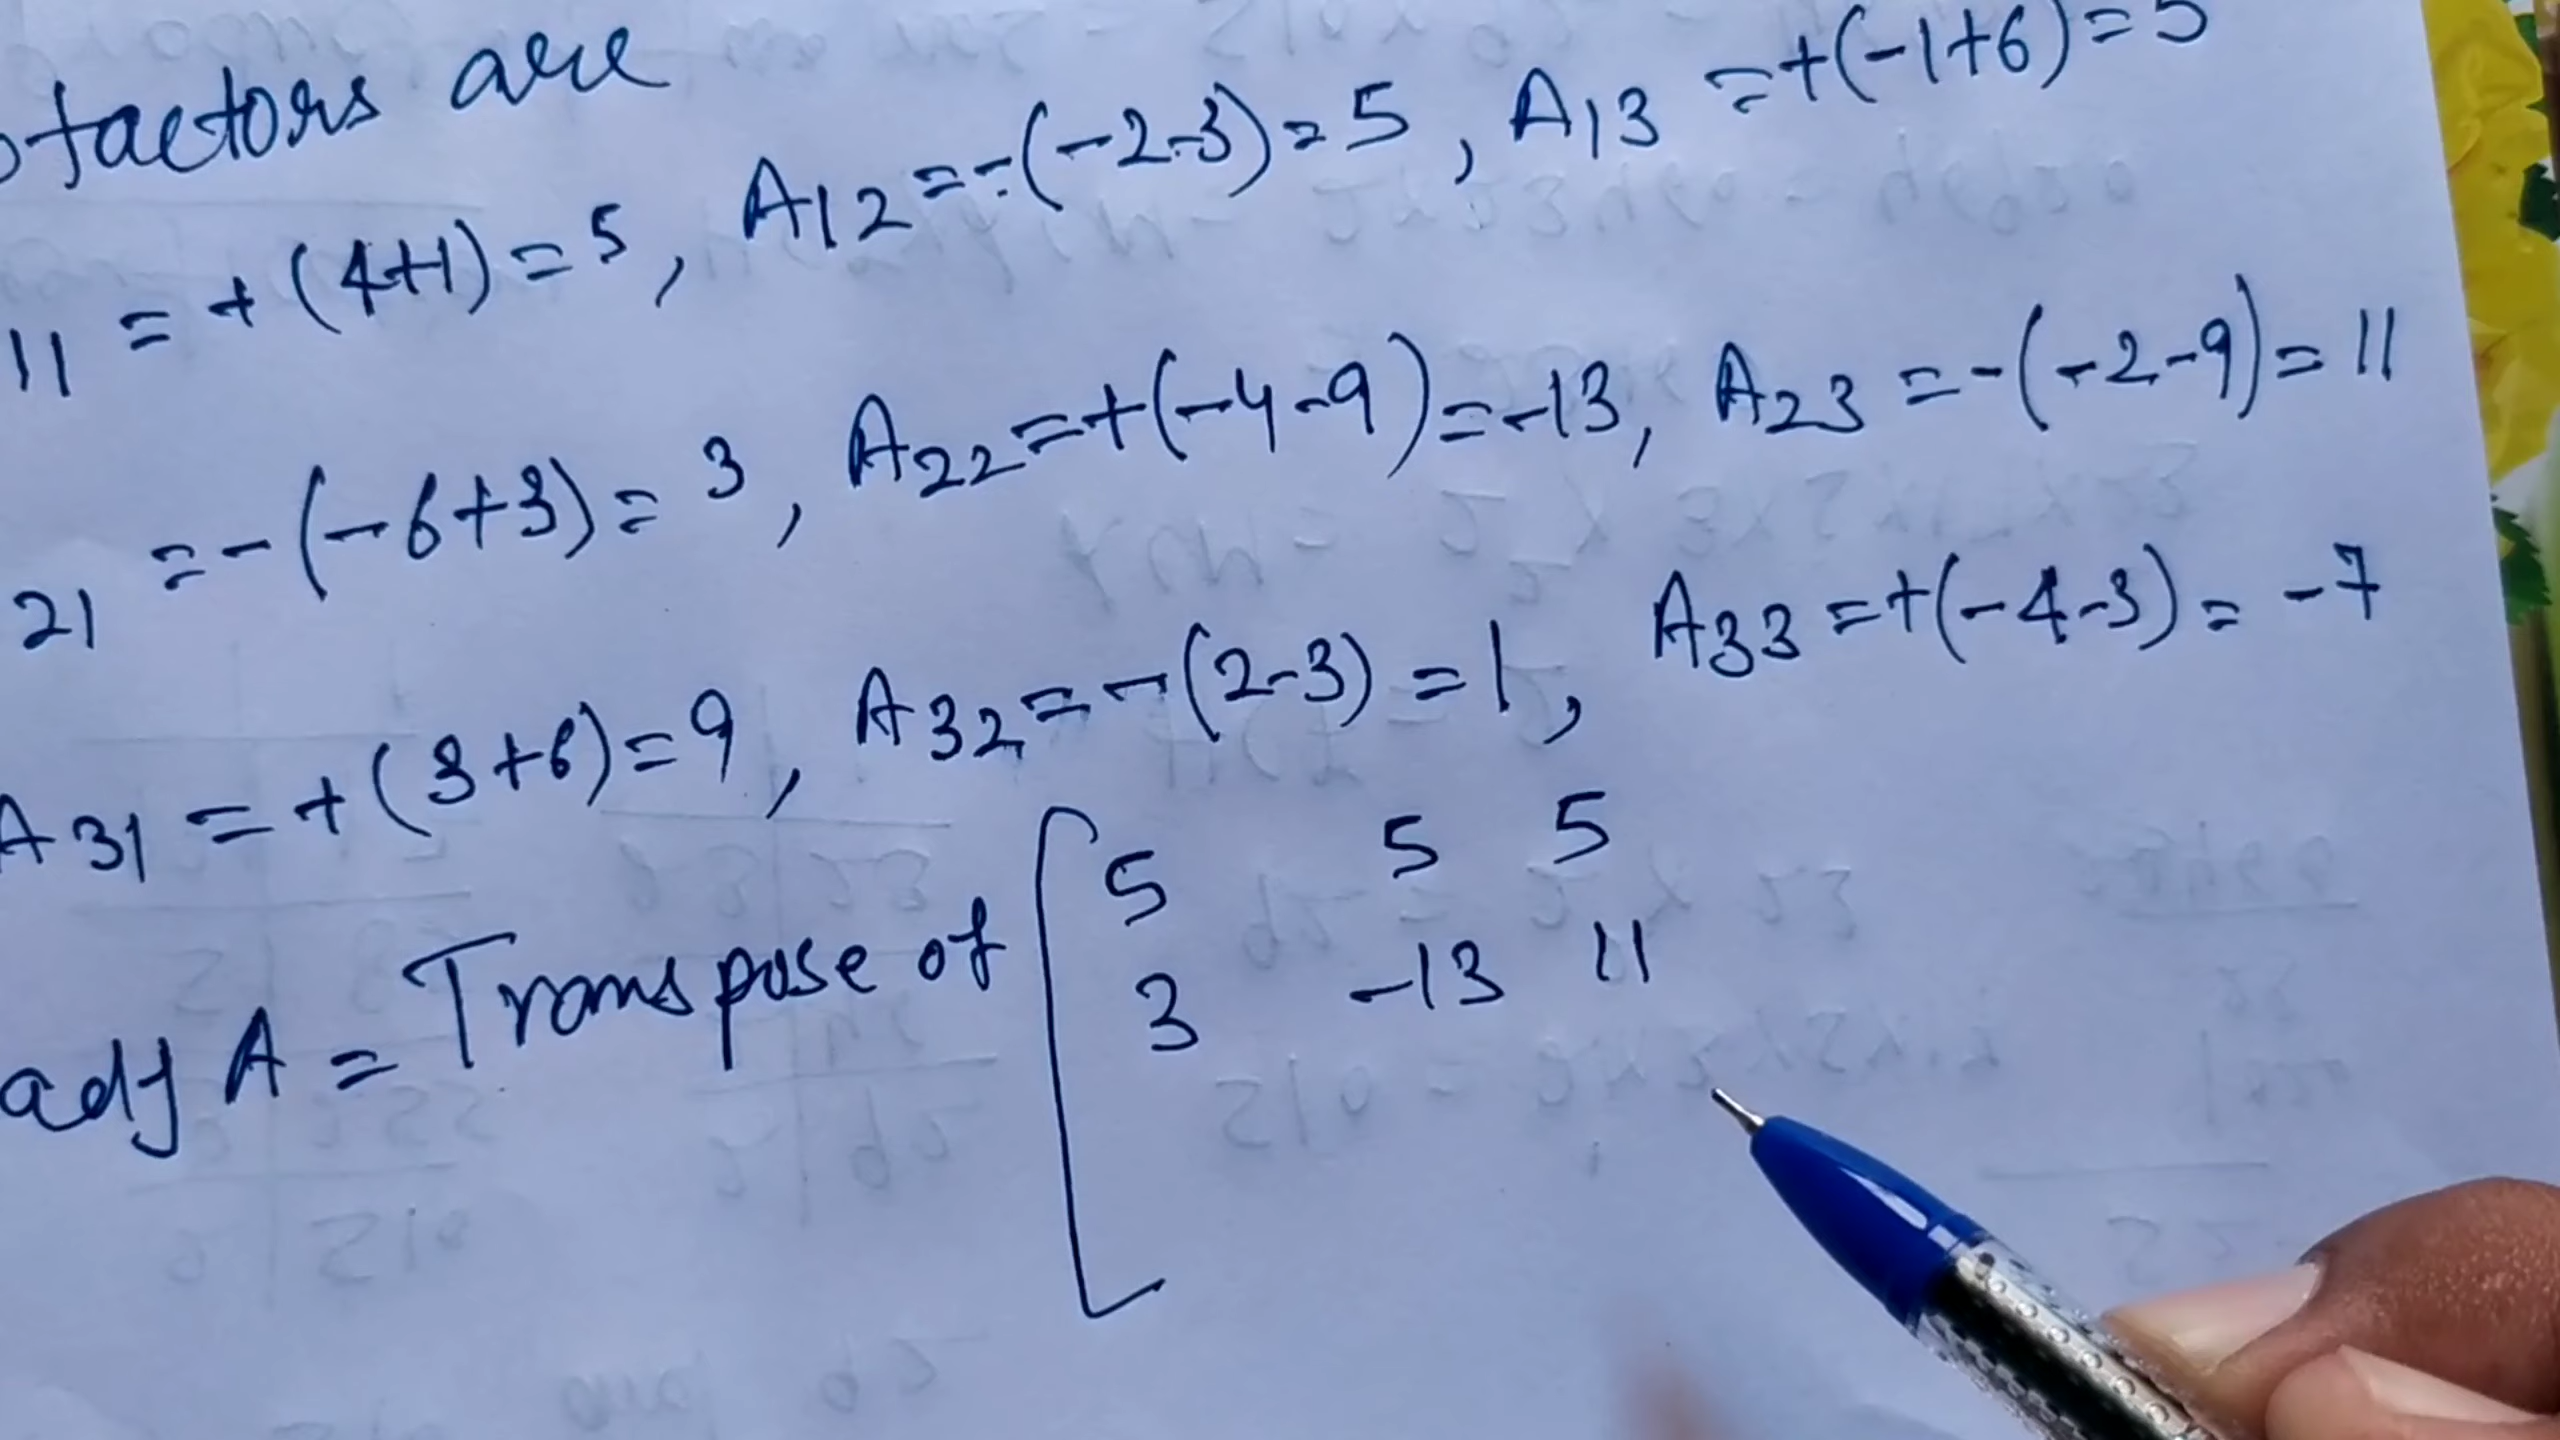 ofactors are
11 = +(4+1) = 5, A12 = -(-2-3) = 5, A13 = +(-1+6) = 5
21 = -(-6+3) = 3, A22 = +(-4-9) = -13, A23 = -(-2-9) = 11
A31 = +(3+6) = 9, A32 = -(2-3) = 1, A33 = +(-4-3) = -7
adj A = Transpose of [ 5 5 5
3 -13 11